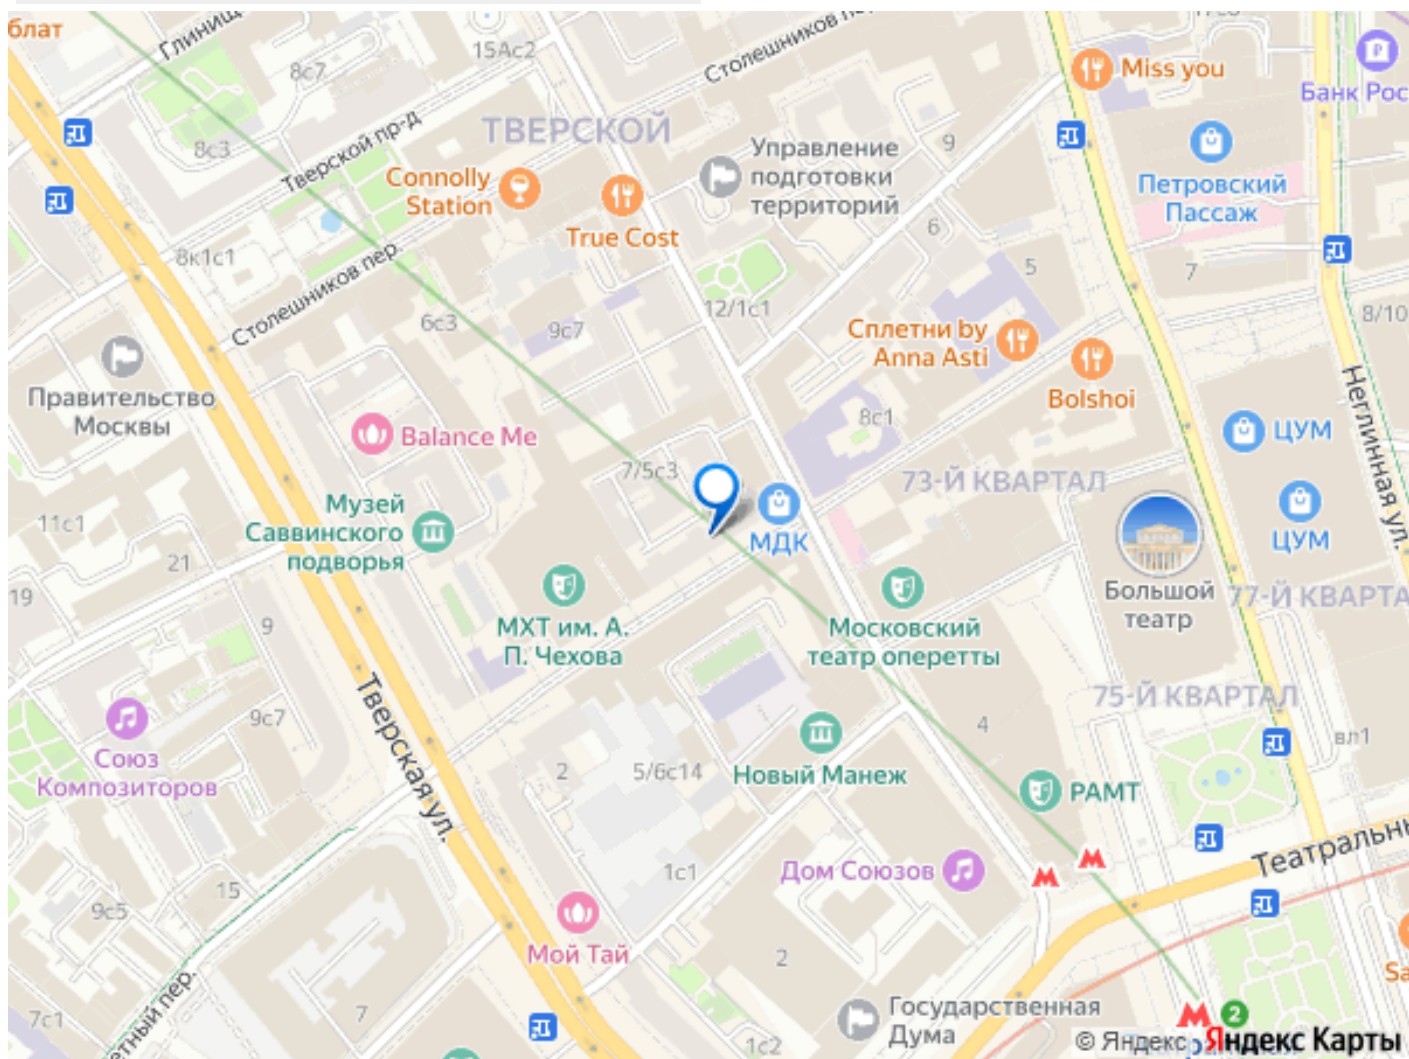 блат
Глинищ
15Ас2
Столешников пе
Miss you
Банк Рос
8с7
8с3
Тверской пр-д
ТВЕРСКОЙ
Управление
подготовки
территорий
9
Петровский
Пассаж
Connolly
Station
True Cost
6
5
7
8к1с1
Столешников пер.
6с3
9с7
12/1с1
Сплетни by
Anna Asti
Bolshoi
8/10
Правительство
Москвы
Balance Me
8с1
ЦУМ
Неглинная ул.
7/5с3
73-Й КВАРТАЛ
Музей
Саввинского
подворья
11с1
21
19
МДК
ЦУМ
Большой
театр
77-Й КВАРТА
МХТ им. А.
П. Чехова
Московский
театр оперетты
9
9с7
75-Й КВАРТАЛ
Тверская ул.
4
вл1
Союз
Композиторов
2
5/6с14
Новый Манеж
РАМТ
Театральны
Дом Союзов
1с1
15
9с5
Мой Тай
2
7
7с1
етный пер.
Государственная
Дума
1с2
2
Sa
© Яндекс Яндекс Карты